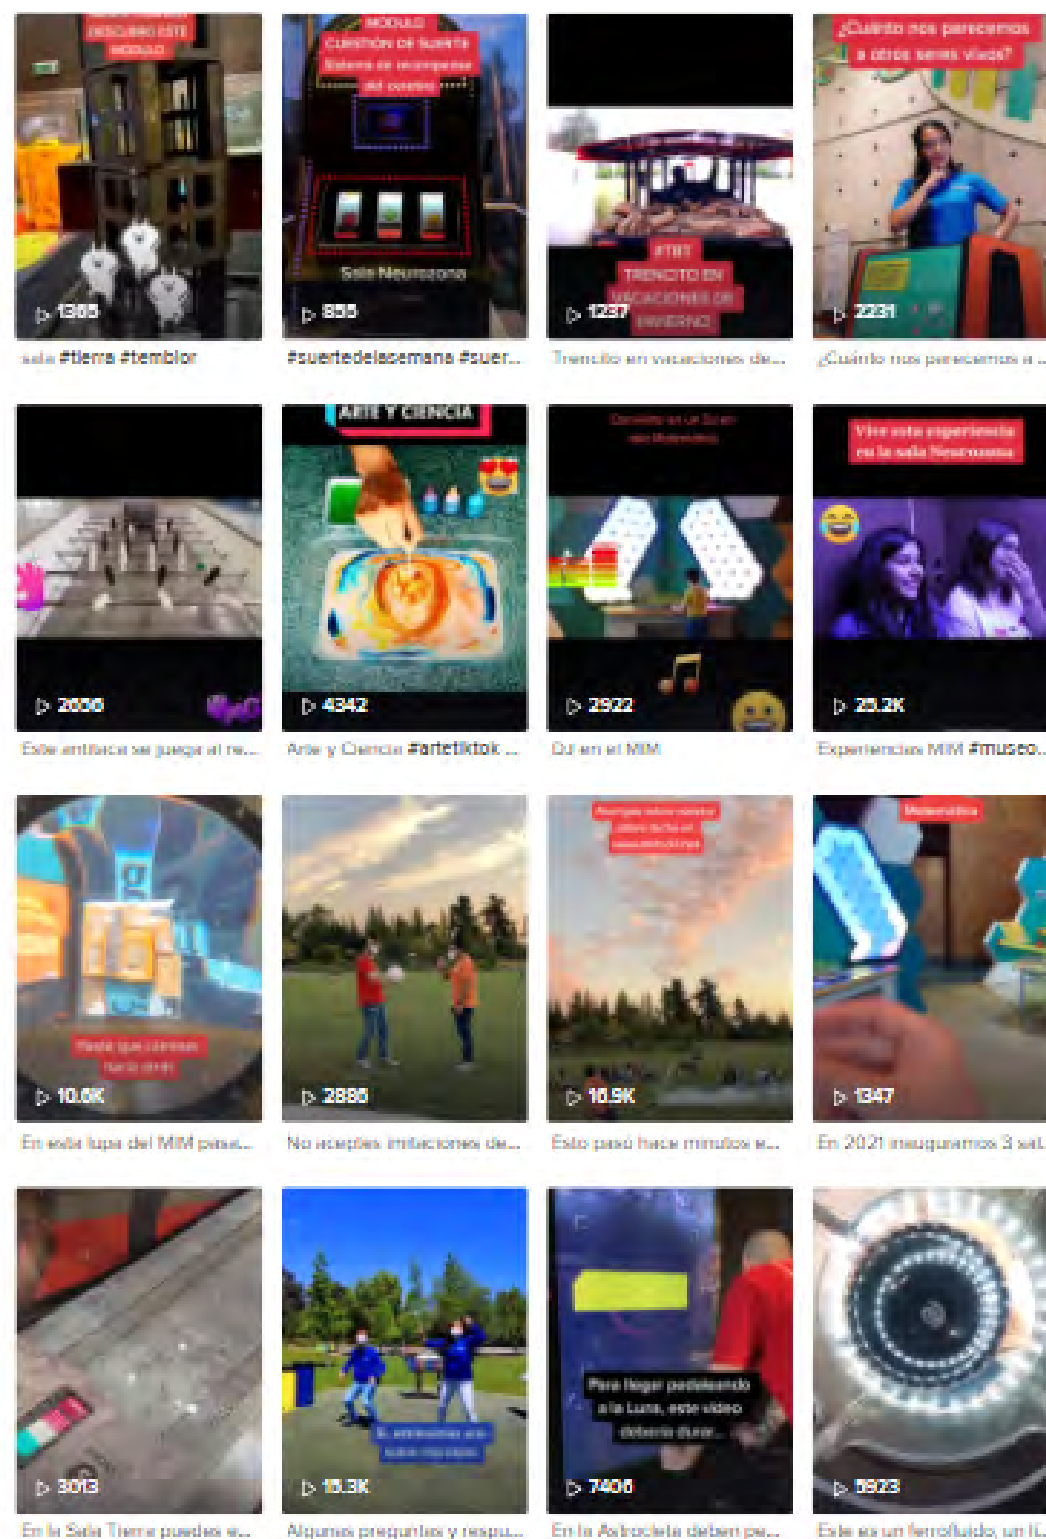 DESCUBRE ESTE
MODULO
1365
sala #tierra #temblor
MODULO
CUESTIÓN DE SUERTE
Sistema de recompensa
del cerebro
Sala Neurozona
855
#suertedelasemana #suer...
#TBT
TRENCITO EN
VACACIONES DE
INVIERNO
1237
Trencito en vacaciones de...
¿Cuánto nos parecemos
a otros seres vivos?
2231
¿Cuánto nos parecemos a ...
2656
Este antitaca se juega al re...
ARTE Y CIENCIA
4342
Arte y Ciencia #artetiktok ...
2922
DJ en el MIM
Vive esta experiencia
en la sala Neurozona
25.2K
Experiencias MIM #museo...
10.6K
En esta lupa del MIM pasa...
2886
No aceptes imitaciones de...
16.9K
Esto pasó hace minutos e...
Matemática
1347
En 2021 inauguramos 3 sal...
3013
En la Sala Tierra puedes e...
15.3K
Algunas preguntas y respu...
Para llegar pedaleando
a la Luna, este video
debería durar...
7406
En la Astrocleta deben pe...
5923
Este es un ferrofluido, un lí...